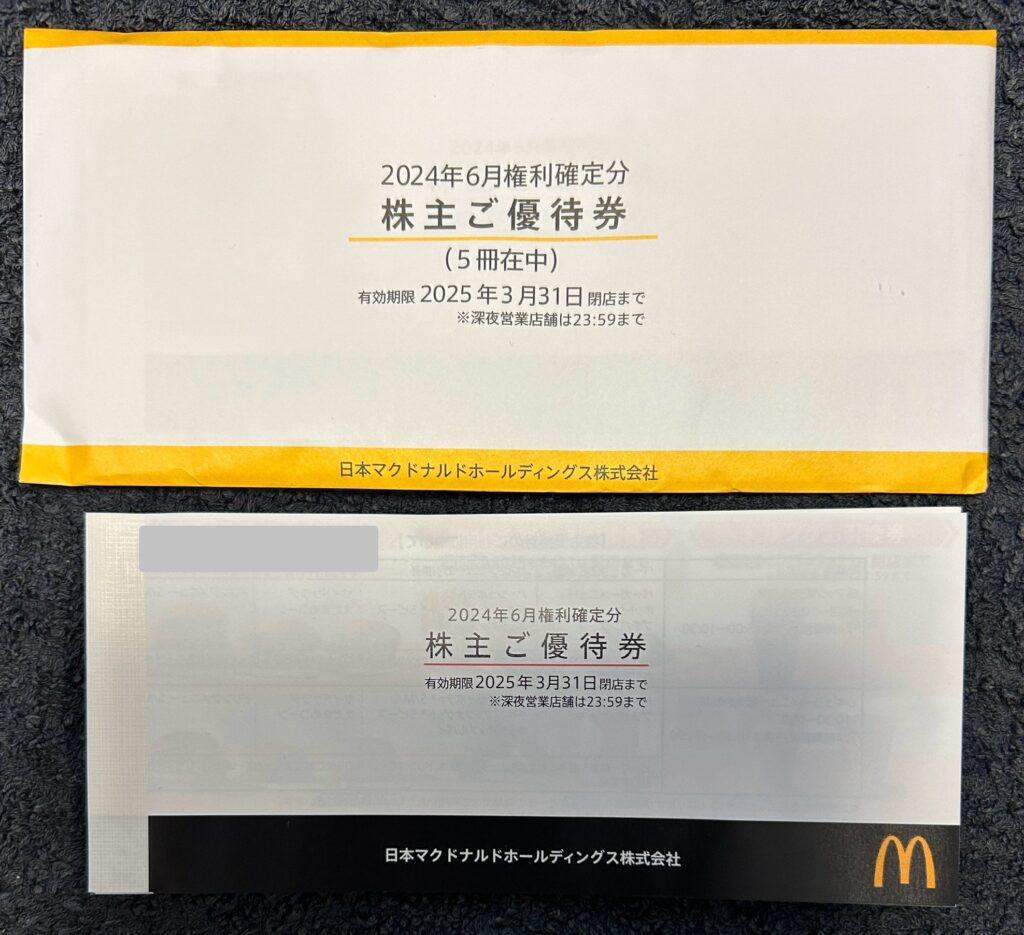 2024年6月権利確定分
株主ご優待券
(5冊在中)
有効期限 2025年3月31日 閉店まで
※深夜営業店舗は23:59まで
日本マクドナルドホールディングス株式会社
2024年6月権利確定分
株主ご優待券
有効期限2025年3月31日閉店まで
※深夜営業店舗は23:59まで
日本マクドナルドホールディングス株式会社